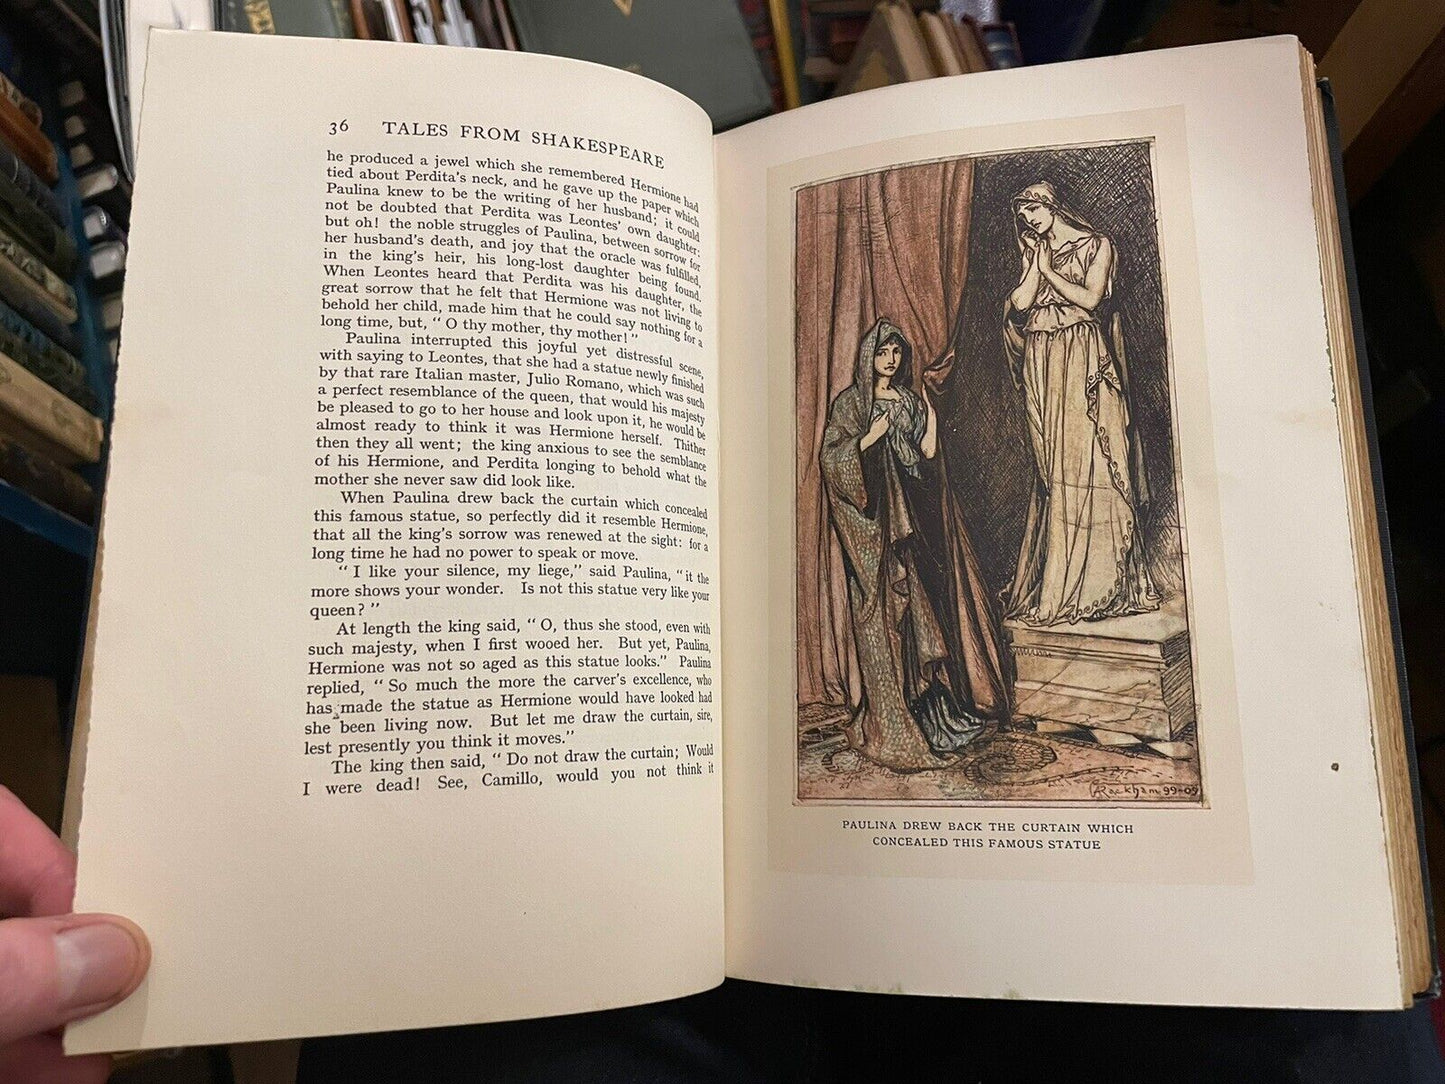 36 TALES FROM SHAKESPEARE
he produced a jewel which she remembered Hermione had
tied about Perdita's neck, and he gave up the paper which
Paulina knew to be the writing of her husband; it could
not be doubted that Perdita was Leontes' own daughter:
but oh! the noble struggles of Paulina, between sorrow for
her husband's death, and joy that the oracle was fulfilled,
in the king's heir, his long-lost daughter being found.
When Leontes heard that Perdita was his daughter, the
great sorrow that he felt that Hermione was not living to
behold her child, made him that he could say nothing for a
long time, but, “ O thy mother, thy mother! ”
Paulina interrupted this joyful yet distressful scene,
with saying to Leontes, that she had a statue newly finished
by that rare Italian master, Julio Romano, which was such
a perfect resemblance of the queen, that would his majesty
be pleased to go to her house and look upon it, he would be
almost ready to think it was Hermione herself. Thither
then they all went; the king anxious to see the semblance
of his Hermione, and Perdita longing to behold what the
mother she never saw did look like.
When Paulina drew back the curtain which concealed
this famous statue, so perfectly did it resemble Hermione,
that all the king's sorrow was renewed at the sight: for a
long time he had no power to speak or move.
“ I like your silence, my liege,” said Paulina, “ it the
more shows your wonder. Is not this statue very like your
queen? ”
At length the king said, “ O, thus she stood, even with
such majesty, when I first wooed her. But yet, Paulina,
Hermione was not so aged as this statue looks.” Paulina
replied, “ So much the more the carver's excellence, who
has made the statue as Hermione would have looked had
she been living now. But let me draw the curtain, sire,
lest presently you think it moves.”
The king then said, “ Do not draw the curtain; Would
I were dead! See, Camillo, would you not think it
ARackham 99-09
PAULINA DREW BACK THE CURTAIN WHICH
CONCEALED THIS FAMOUS STATUE